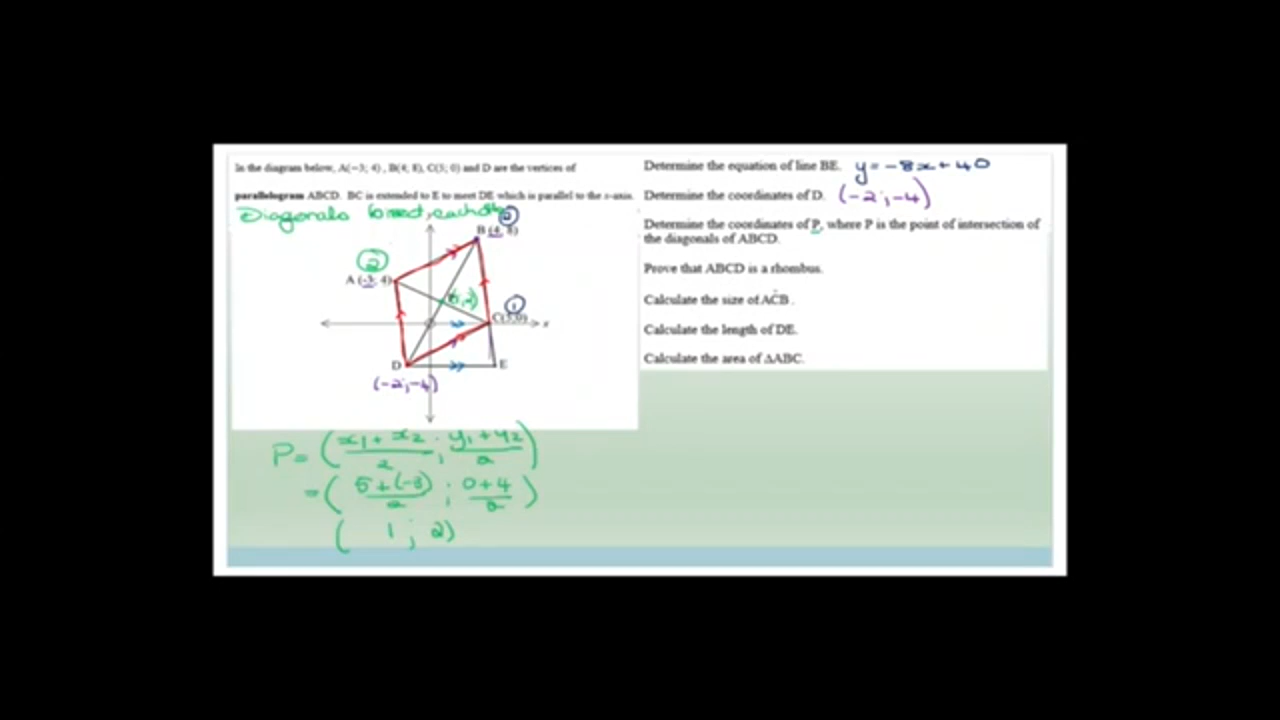 In the diagram below, A(−3; 4) , B(4; 8), C(5; 0) and D are the vertices of
parallelogram ABCD. BC is extended to E to meet DE which is parallel to the x-axis.
Diagonals bisect each other
2
B (4; 8)
2
A (-3; 4)
(1;2)
1
C(5;0)
x
D
E
(-2;-4)
P= (x1 + x2 / 2 ; y1 + y2 / 2)
= (5+(-3) / 2 ; 0+4 / 2)
( 1 ; 2)
Determine the equation of line BE. y = -8x + 40
Determine the coordinates of D. (-2;-4)
Determine the coordinates of P, where P is the point of intersection of
the diagonals of ABCD.
Prove that ABCD is a rhombus.
Calculate the size of AĈB .
Calculate the length of DE.
Calculate the area of ΔABC.